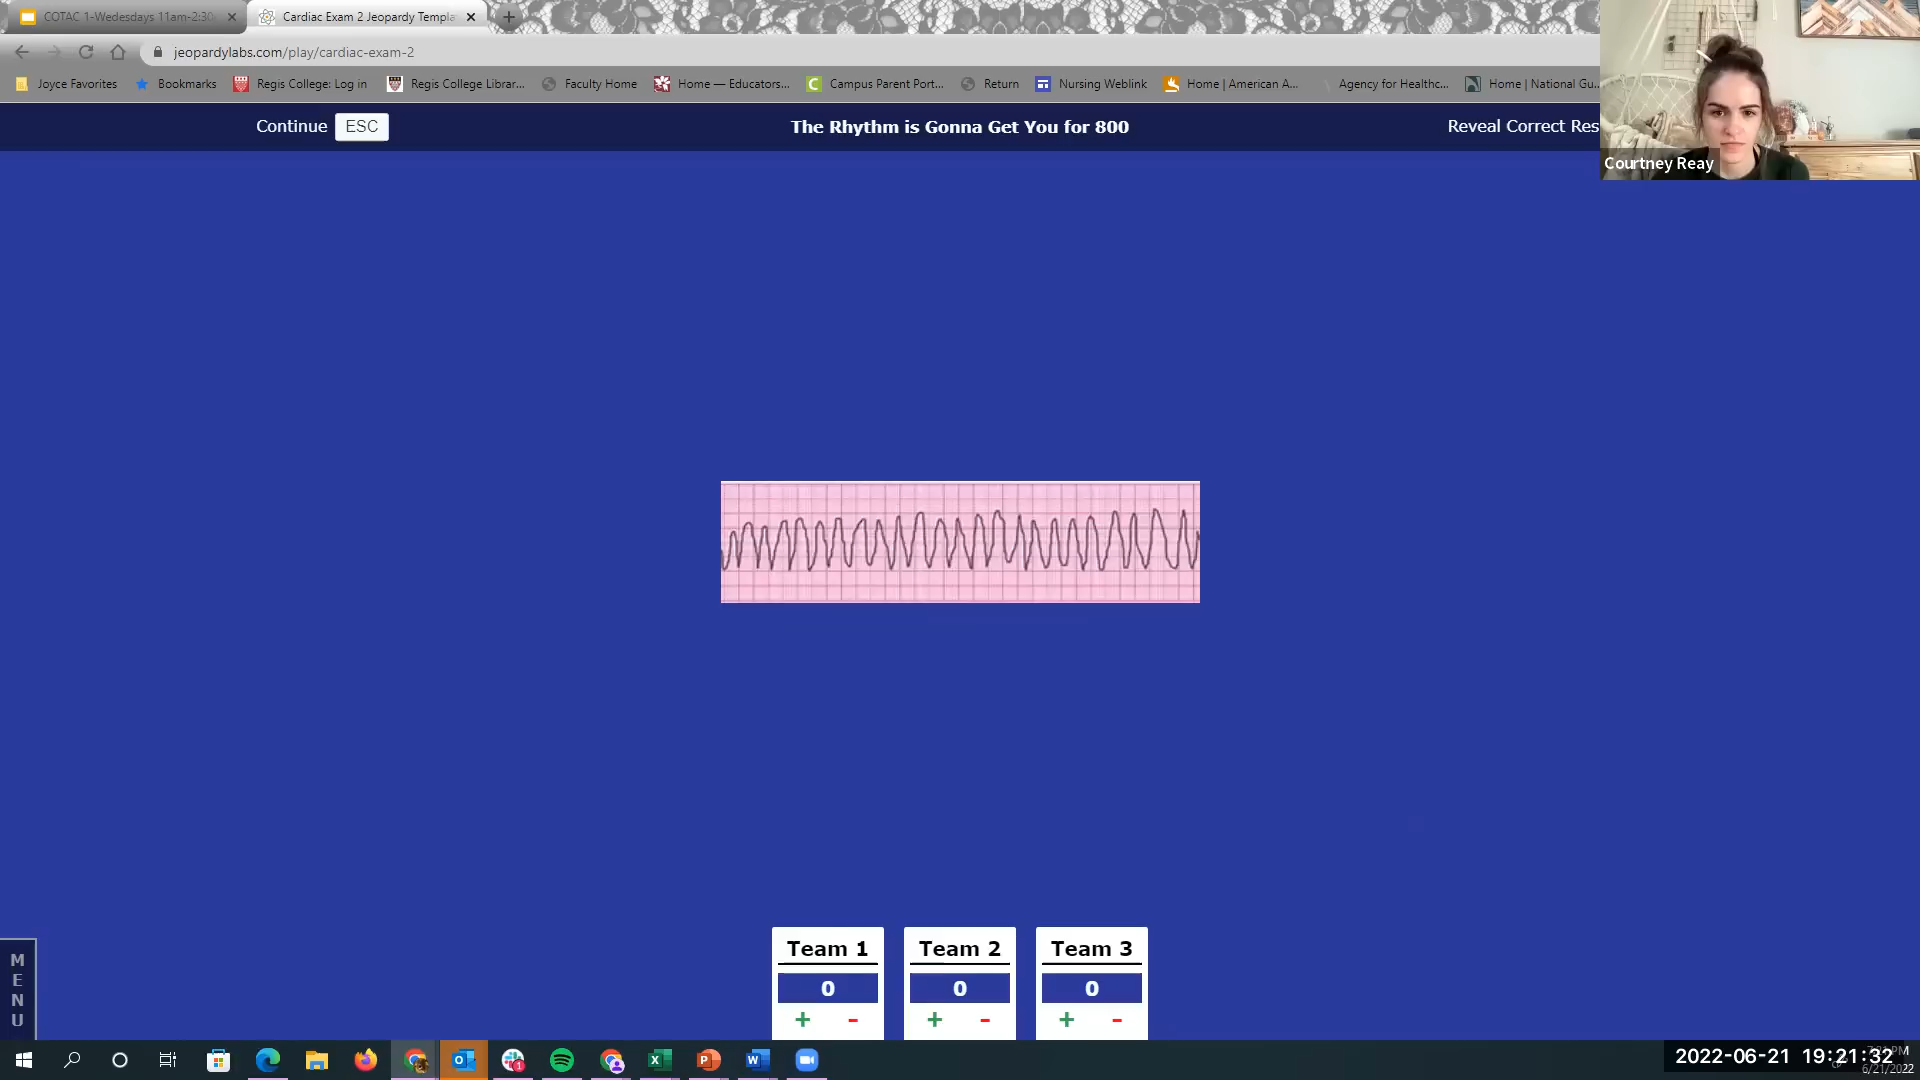 COTAC 1-Wedesdays 11am-2:30
Cardiac Exam 2 Jeopardy Templa
jeopardylabs.com/play/cardiac-exam-2
Joyce Favorites
Bookmarks
Regis College: Log in
Regis College Librar...
Faculty Home
Home — Educators...
Campus Parent Port...
Return
Nursing Weblink
Home | American A...
Agency for Healthc...
Home | National Gu...
Continue ESC
The Rhythm is Gonna Get You for 800
Reveal Correct Res
Courtney Reay
MENU
Team 1
0
+ -
Team 2
0
+ -
Team 3
0
+ -
2022-06-21 19:21:32
6/21/2022